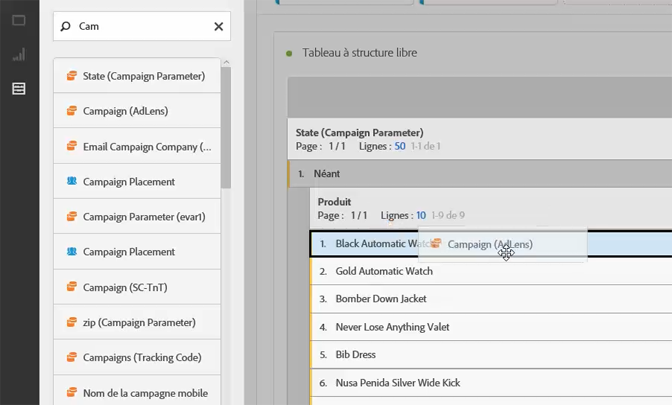 Cam
State (Campaign Parameter)
Campaign (AdLens)
Email Campaign Company (...
Campaign Placement
Campaign Parameter (evar1)
Campaign Placement
Campaign (SC-TnT)
zip (Campaign Parameter)
Campaigns (Tracking Code)
Nom de la campagne mobile
Tableau à structure libre
State (Campaign Parameter)
Page : 1 / 1 Lignes : 50 1-1 de 1
1. Néant
Produit
Page : 1 / 1 Lignes : 10 1-9 de 9
1. Black Automatic Watch
Campaign (AdLens)
2. Gold Automatic Watch
3. Bomber Down Jacket
4. Never Lose Anything Valet
5. Bib Dress
6. Nusa Penida Silver Wide Kick